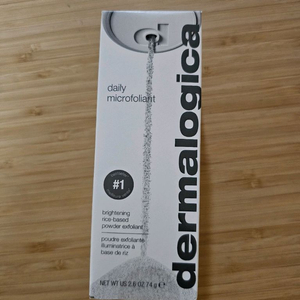 d
daily
microfoliant
#1
brightening
rice-based
powder exfoliant
poudre exfoliante
illuminatrice à
base de riz
NET WT US 2.6 OZ / 74 g ℮
dermalogica